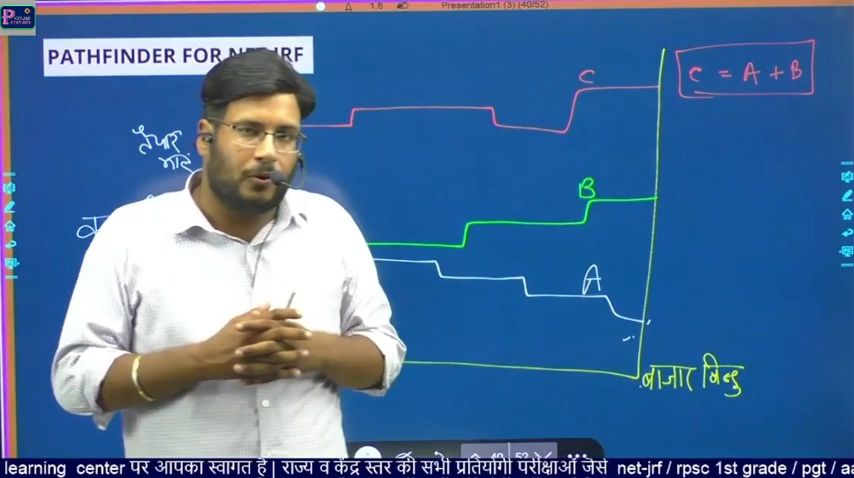 Presentation1 (3) (40/52)
1.6
PATHFINDER FOR NET-JRF
C
C = A + B
तैयार
माल
B
A
बाजार बिन्दु
learning center पर आपका स्वागत है | राज्य व केंद्र स्तर की सभी प्रतियोगी परीक्षाओं जैसे net-jrf / rpsc 1st grade / pgt / aa